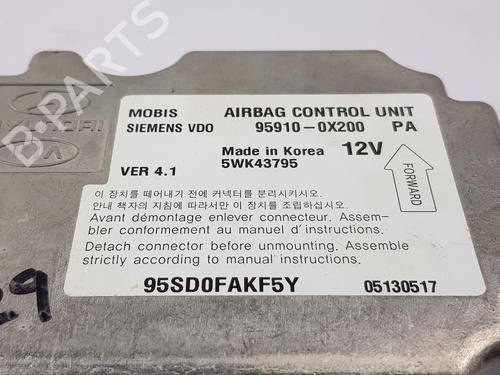 MOBIS AIRBAG CONTROL UNIT
SIEMENS VDO 95910-0X200 PA
Made in Korea 12V
VER 4.1 5WK43795
FORWARD
이 장치를 떼어내기 전에 커넥터를 분리시키시오.
안내 책자의 지침에 따라서만 이 장치를 조립하십시오.
Avant démontage enlever connecteur. Assem-
bler conformement au manuel d'instructions.
Detach connector before unmounting. Assemble
strictly according to manual instructions.
95SD0FAKF5Y 05130517
HYUNDAI
29
B-PARTS